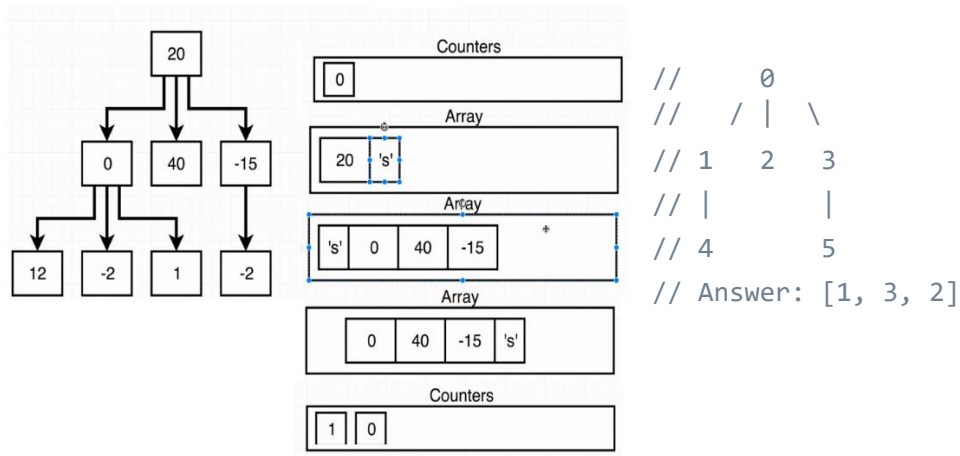 20
0 40 -15
12 -2 1 -2
Counters
0
Array
20 's'
Array
's' 0 40 -15
Array
0 40 -15 's'
Counters
1 0
//     0
//   / |  \
// 1   2   3
// |       |
// 4       5
// Answer: [1, 3, 2]